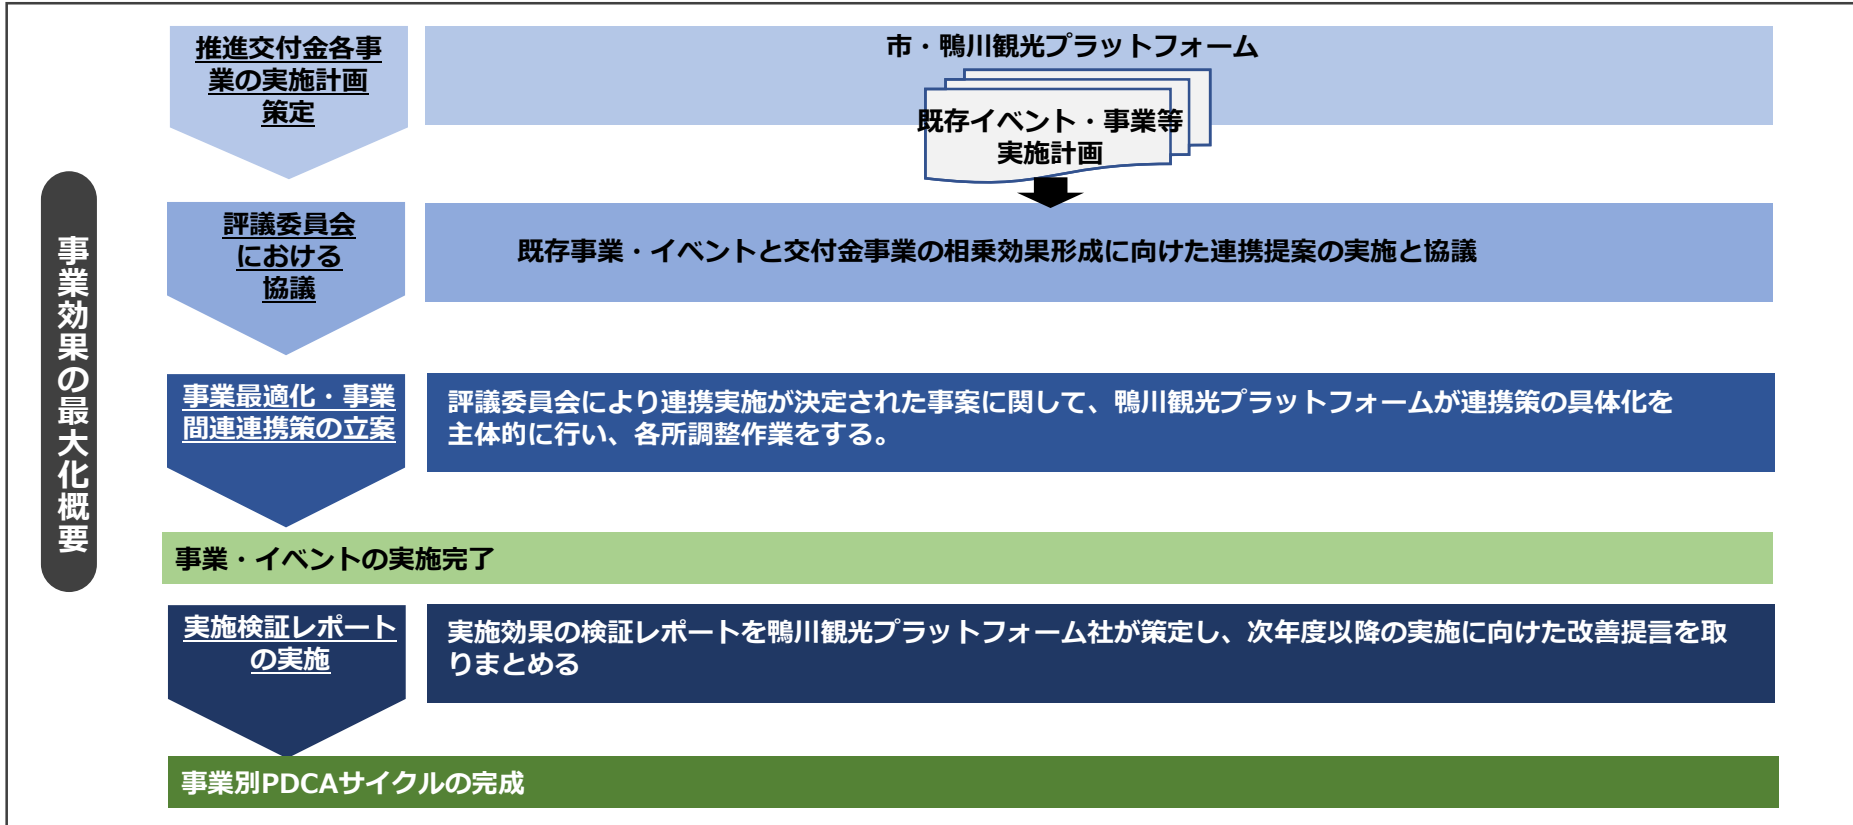 事業効果の最大化概要
推進交付金各事
業の実施計画
策定
市・鴨川観光プラットフォーム
既存イベント・事業等
実施計画
評議委員会
における
協議
既存事業・イベントと交付金事業の相乗効果形成に向けた連携提案の実施と協議
事業最適化・事業
間連連携策の立案
評議委員会により連携実施が決定された事案に関して、鴨川観光プラットフォームが連携策の具体化を
主体的に行い、各所調整作業をする。
事業・イベントの実施完了
実施検証レポート
の実施
実施効果の検証レポートを鴨川観光プラットフォーム社が策定し、次年度以降の実施に向けた改善提言を取
りまとめる
事業別PDCAサイクルの完成